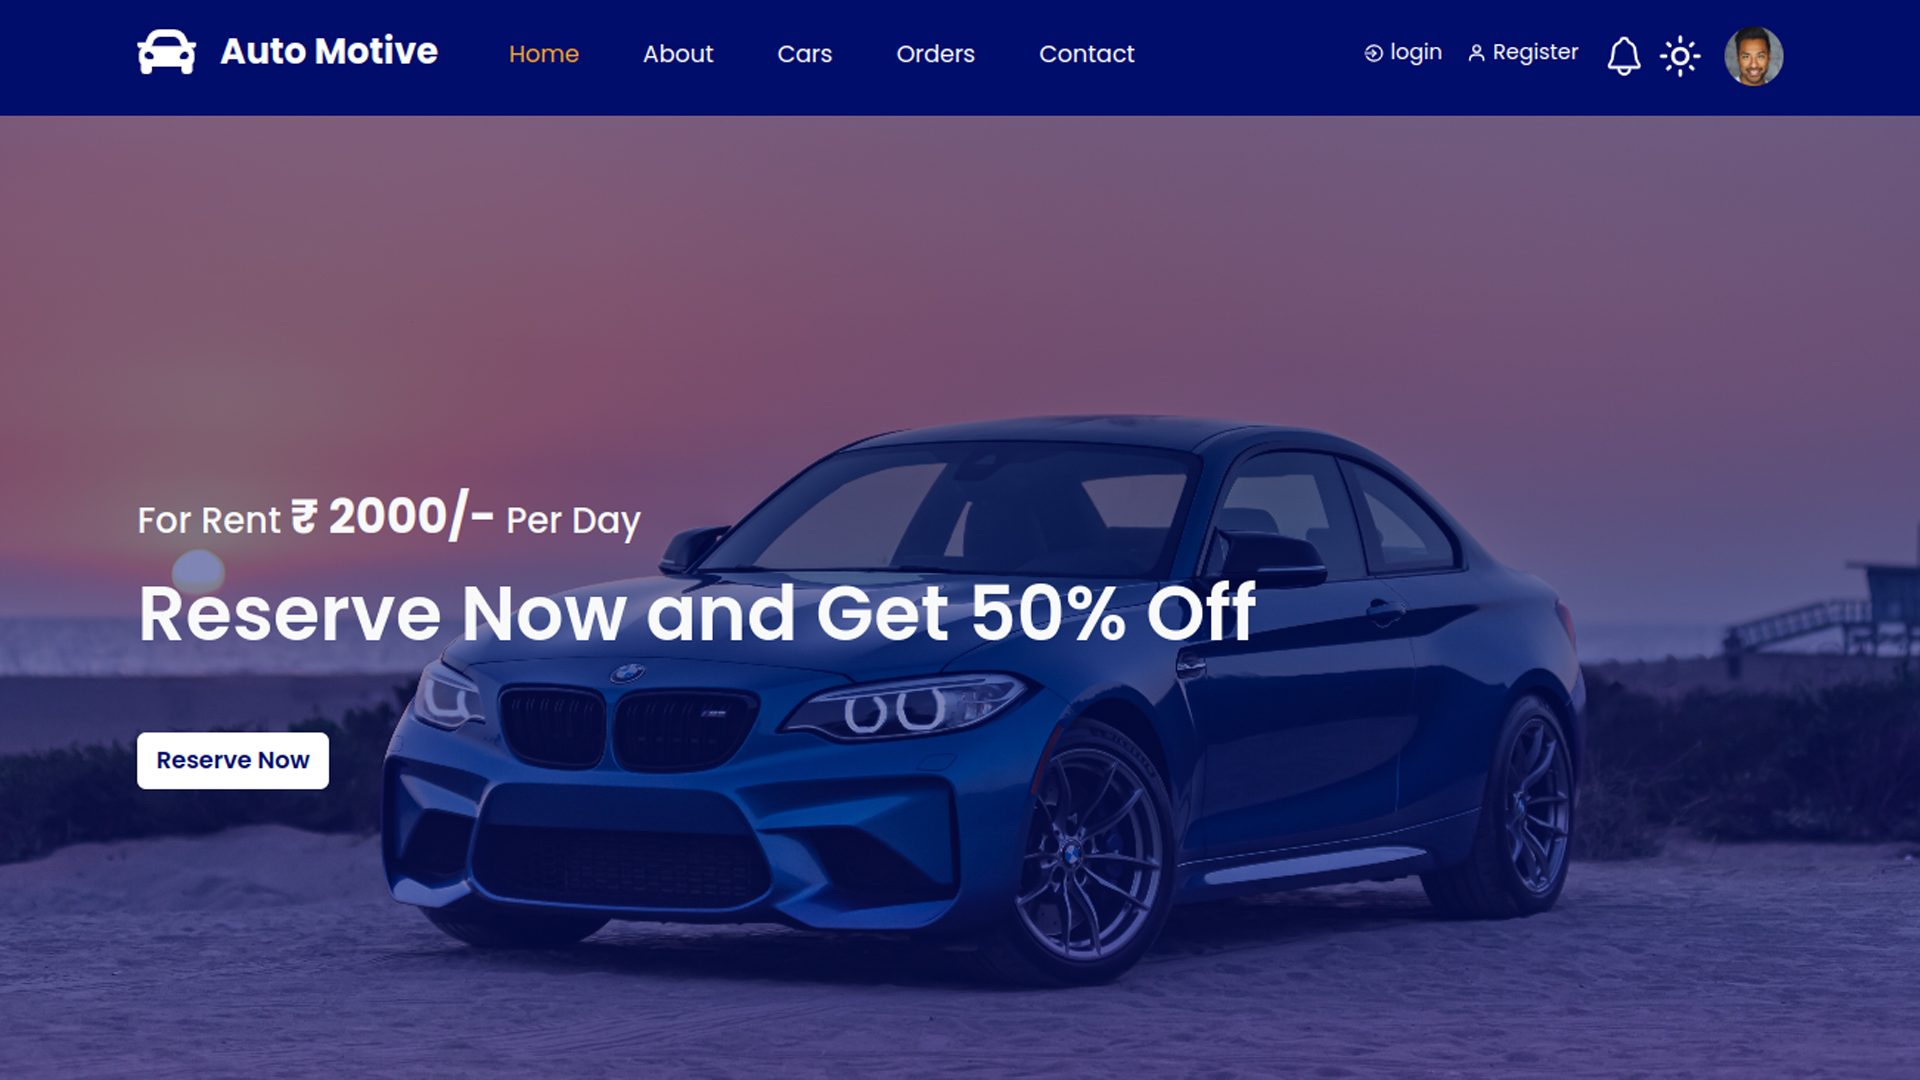 Auto Motive Home About Cars Orders Contact login Register
For Rent ₹ 2000/- Per Day
Reserve Now and Get 50% Off
Reserve Now